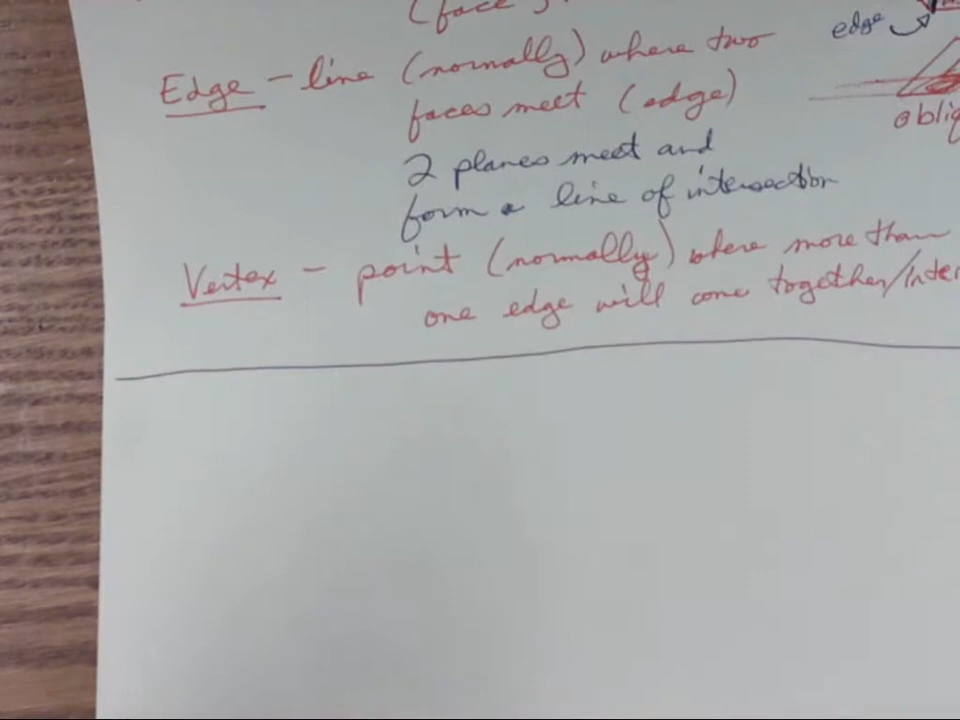 (face
edge
Edge - line (normally) where two
faces meet (edge)
obliq
2 planes meet and
form a line of intersection
Vertex - point (normally) where more than
one edge will come together/inter